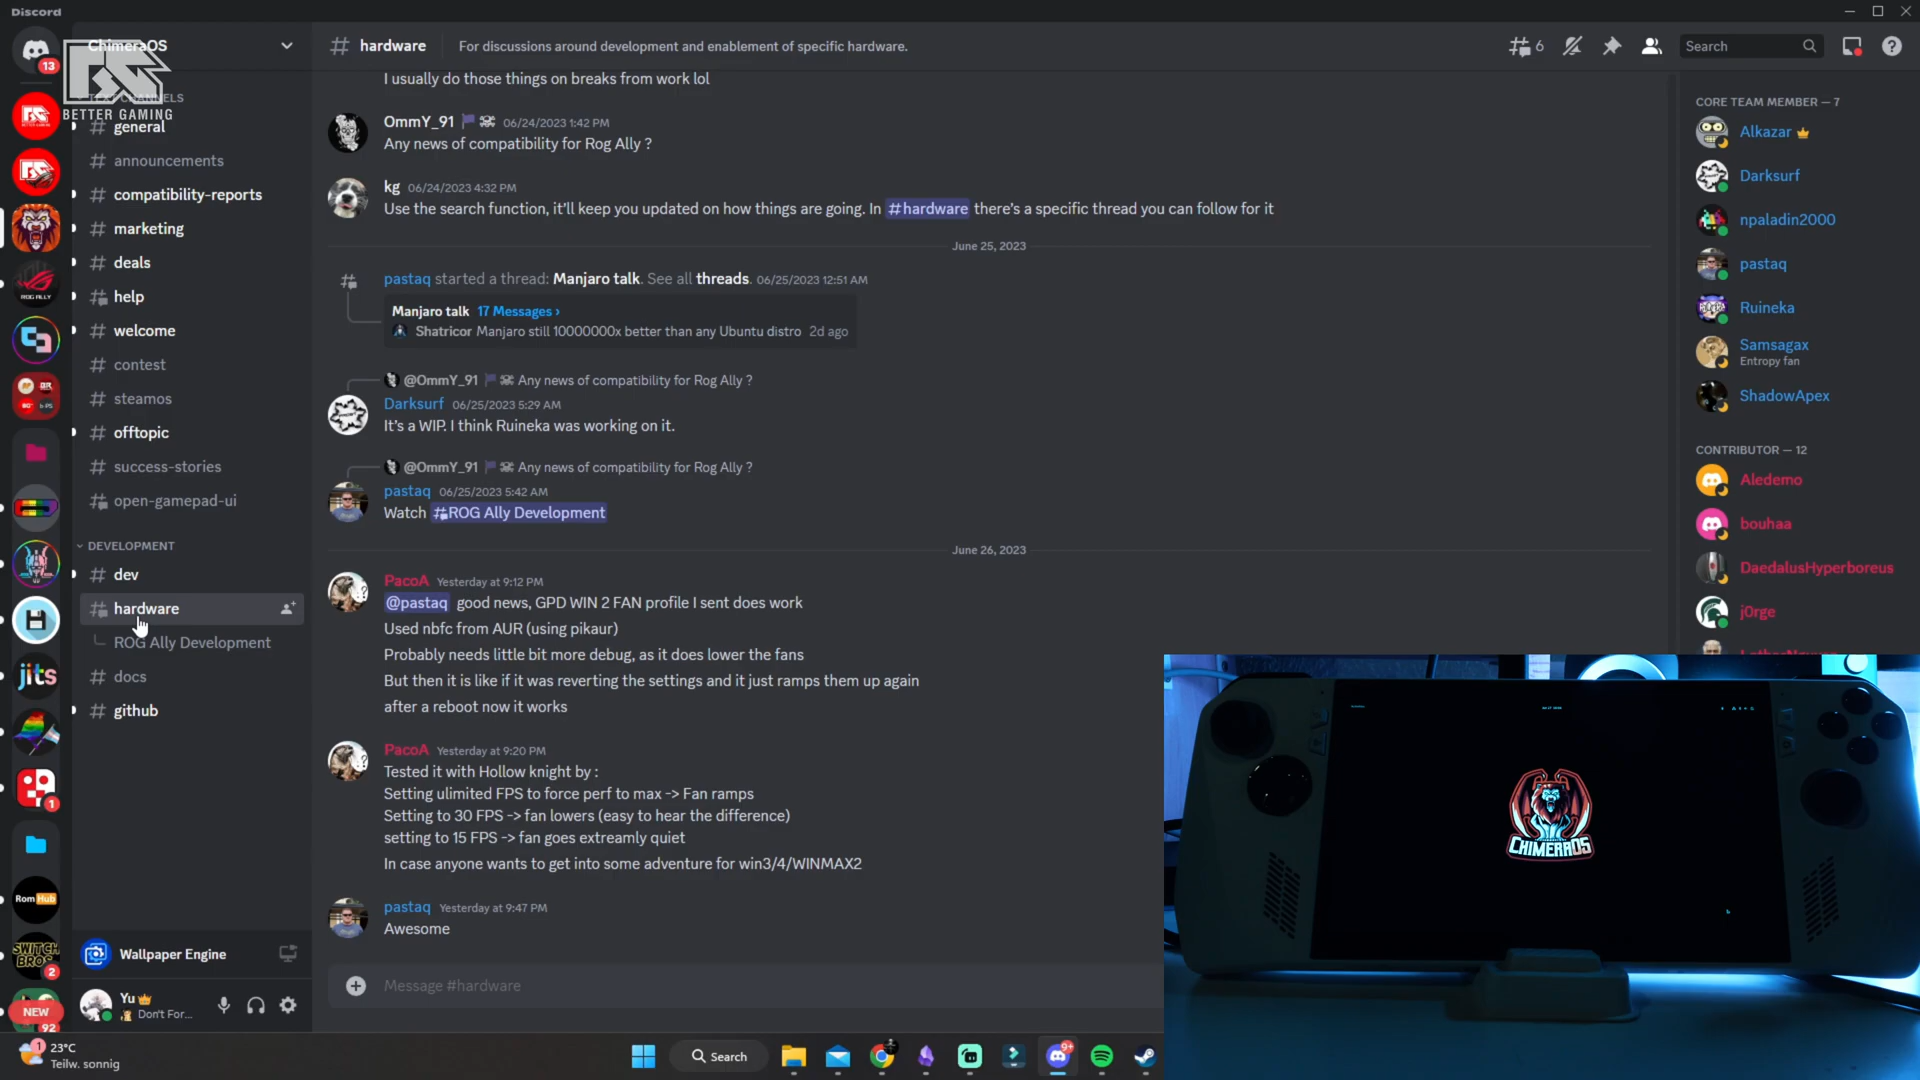 Discord
ChimeraOS
BETTER GAMING
TEXT CHANNELS
general
announcements
compatibility-reports
marketing
deals
help
welcome
contest
steamos
offtopic
success-stories
open-gamepad-ui
DEVELOPMENT
dev
hardware
ROG Ally Development
docs
github
13
ROG ALLY
jits
1
Rom Hub
SWITCH BROS
2
NEW
92
Wallpaper Engine
Yu
Don't For...
hardware
For discussions around development and enablement of specific hardware.
6
Search
I usually do those things on breaks from work lol
OmmY_91 06/24/2023 1:42 PM
Any news of compatibility for Rog Ally ?
kg 06/24/2023 4:32 PM
Use the search function, it'll keep you updated on how things are going. In #hardware there's a specific thread you can follow for it
June 25, 2023
pastaq started a thread: Manjaro talk. See all threads. 06/25/2023 12:51 AM
Manjaro talk 17 Messages ›
Shatricor Manjaro still 10000000x better than any Ubuntu distro 2d ago
@OmmY_91 Any news of compatibility for Rog Ally ?
Darksurf 06/25/2023 5:29 AM
It's a WIP. I think Ruineka was working on it.
@OmmY_91 Any news of compatibility for Rog Ally ?
pastaq 06/25/2023 5:42 AM
Watch #ROG Ally Development
June 26, 2023
PacoA Yesterday at 9:12 PM
@pastaq good news, GPD WIN 2 FAN profile I sent does work
Used nbfc from AUR (using pikaur)
Probably needs little bit more debug, as it does lower the fans
But then it is like if it was reverting the settings and it just ramps them up again
after a reboot now it works
PacoA Yesterday at 9:20 PM
Tested it with Hollow knight by :
Setting ulimited FPS to force perf to max -> Fan ramps
Setting to 30 FPS -> fan lowers (easy to hear the difference)
setting to 15 FPS -> fan goes extreamly quiet
In case anyone wants to get into some adventure for win3/4/WINMAX2
pastaq Yesterday at 9:47 PM
Awesome
Message #hardware
CORE TEAM MEMBER — 7
Alkazar
Darksurf
npaladin2000
pastaq
Ruineka
Samsagax
Entropy fan
ShadowApex
CONTRIBUTOR — 12
Aledemo
bouhaa
DaedalusHyperboreus
j0rge
CHIMERAOS
1
23°C
Teilw. sonnig
Search
9+